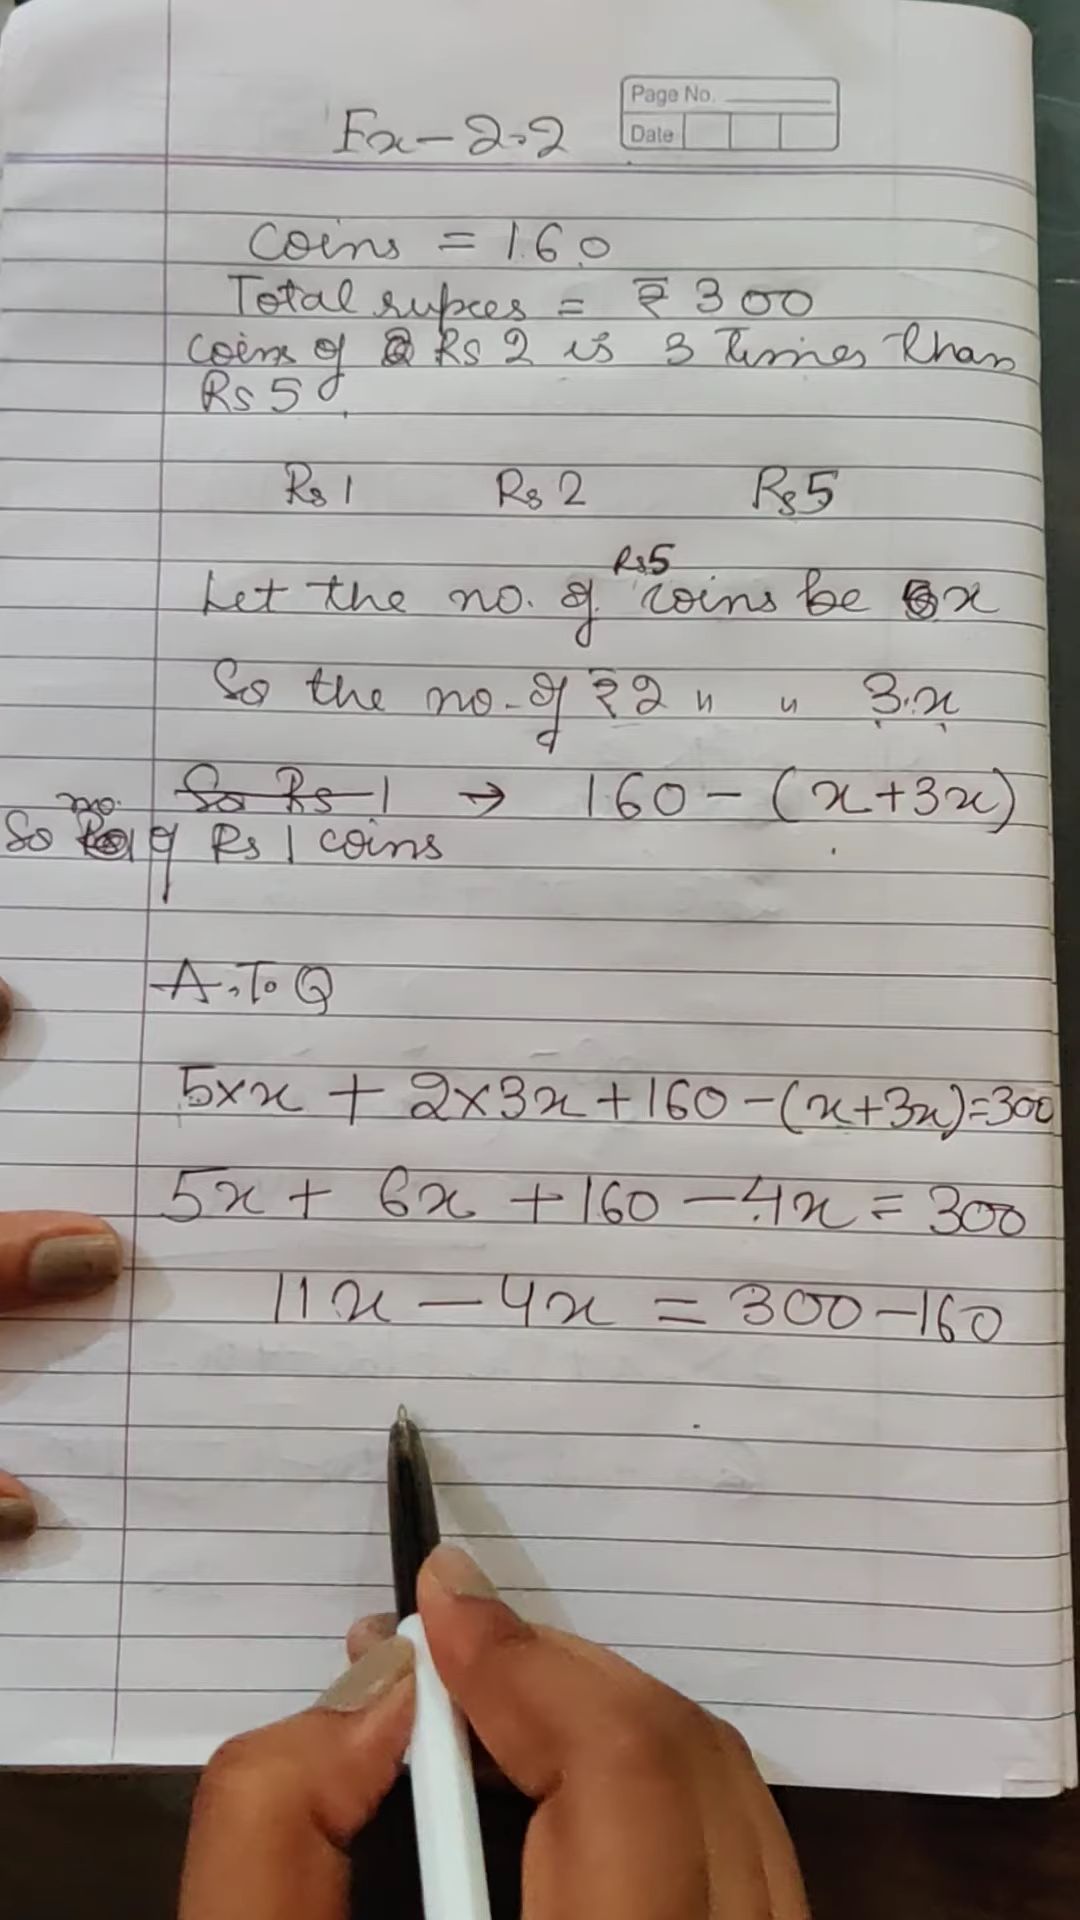 Page No.
Ex-2.2
Date
Coins = 160
Total rupees = ₹300
coins of Rs 2 is 3 Times than
Rs 5.
Rs 1 Rs 2 Rs 5
Rs5
Let the no. of coins be x
So the no. of ₹2 " " 3x
So Rs 1 → 160 - (x+3x)
no.
So of Rs 1 coins
A.T.Q
5×x + 2×3x + 160 - (x+3x) = 300
5x + 6x + 160 - 4x = 300
11x - 4x = 300 - 160